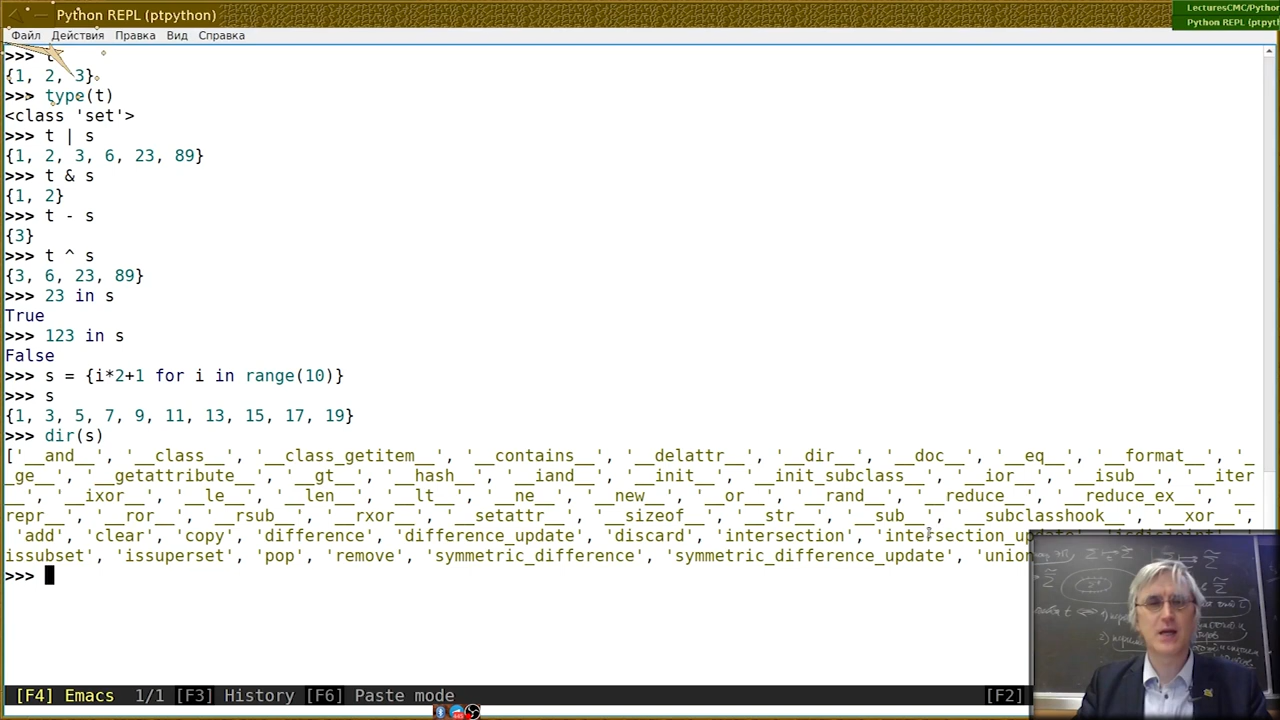 Python REPL (ptpython)
LecturesCMC/Python
Python REPL (ptpy
Файл Действия Правка Вид Справка
>>> t
{1, 2, 3}
>>> type(t)
<class 'set'>
>>> t | s
{1, 2, 3, 6, 23, 89}
>>> t & s
{1, 2}
>>> t - s
{3}
>>> t ^ s
{3, 6, 23, 89}
>>> 23 in s
True
>>> 123 in s
False
>>> s = {i*2+1 for i in range(10)}
>>> s
{1, 3, 5, 7, 9, 11, 13, 15, 17, 19}
>>> dir(s)
['__and__', '__class__', '__class_getitem__', '__contains__', '__delattr__', '__dir__', '__doc__', '__eq__', '__format__', '_
_ge__', '__getattribute__', '__gt__', '__hash__', '__iand__', '__init__', '__init_subclass__', '__ior__', '__isub__', '__iter
__', '__ixor__', '__le__', '__len__', '__lt__', '__ne__', '__new__', '__or__', '__rand__', '__reduce__', '__reduce_ex__', '__
repr__', '__ror__', '__rsub__', '__rxor__', '__setattr__', '__sizeof__', '__str__', '__sub__', '__subclasshook__', '__xor__',
'add', 'clear', 'copy', 'difference', 'difference_update', 'discard', 'intersection', 'intersection_update', 'isdisjoint', '
issubset', 'issuperset', 'pop', 'remove', 'symmetric_difference', 'symmetric_difference_update', 'union
>>>
[F4] Emacs 1/1 [F3] History [F6] Paste mode [F2]